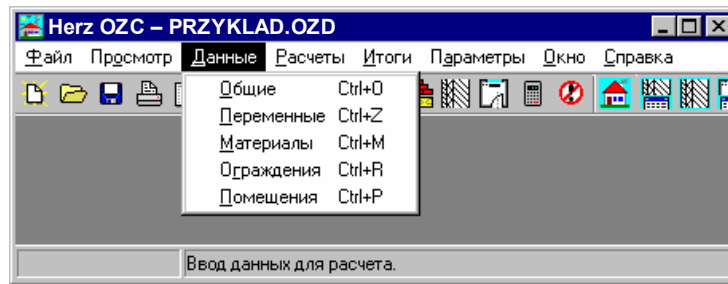 Herz OZC – PRZYKLAD.OZD
Файл Просмотр Данные Расчеты Итоги Параметры Окно Справка
Общие Ctrl+O
Переменные Ctrl+Z
Материалы Ctrl+M
Ограждения Ctrl+R
Помещения Ctrl+P
Ввод данных для расчета.